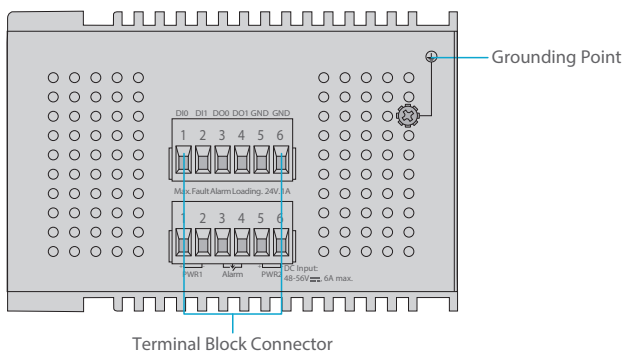 Grounding Point
DI0 DI1 DO0 DO1 GND GND
1 2 3 4 5 6
Max. Fault Alarm Loading. 24V. 1A
1 2 3 4 5 6
PWR1 Alarm PWR2
DC Input:
48-56V⎓, 6A max.
Terminal Block Connector